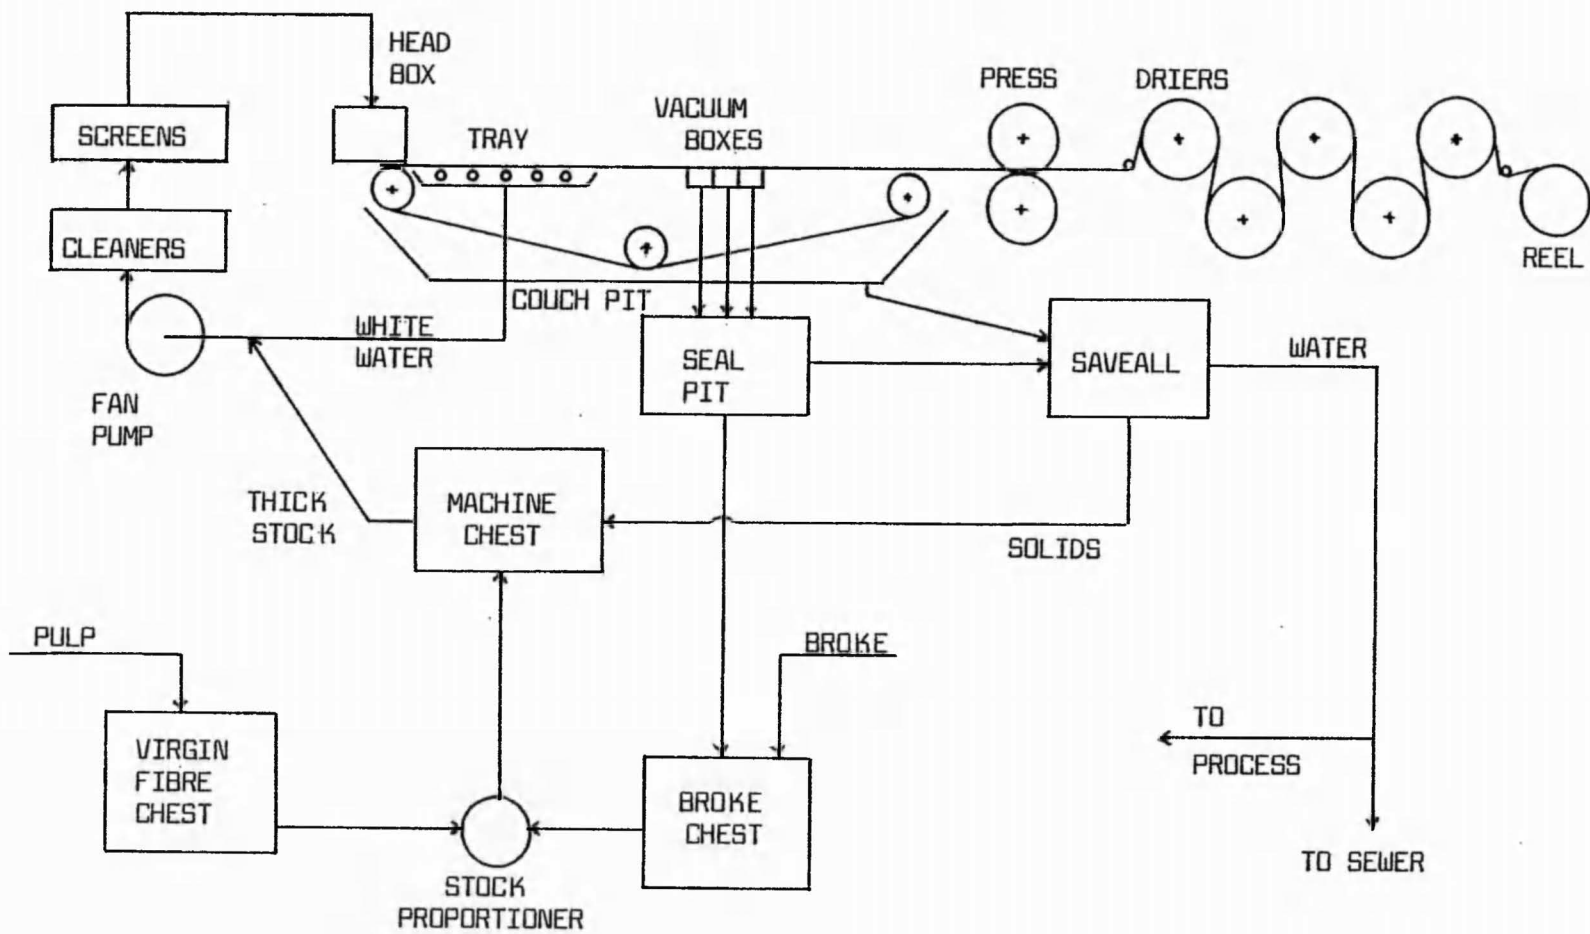 HEAD
BOX
PRESS
DRIERS
SCREENS
TRAY
VACUUM
BOXES
CLEANERS
REEL
COUCH PIT
WHITE
WATER
SEAL
PIT
SAVEALL
WATER
FAN
PUMP
THICK
STOCK
MACHINE
CHEST
SOLIDS
PULP
BROKE
VIRGIN
FIBRE
CHEST
BROKE
CHEST
TO
PROCESS
TO SEWER
STOCK
PROPORTIONER